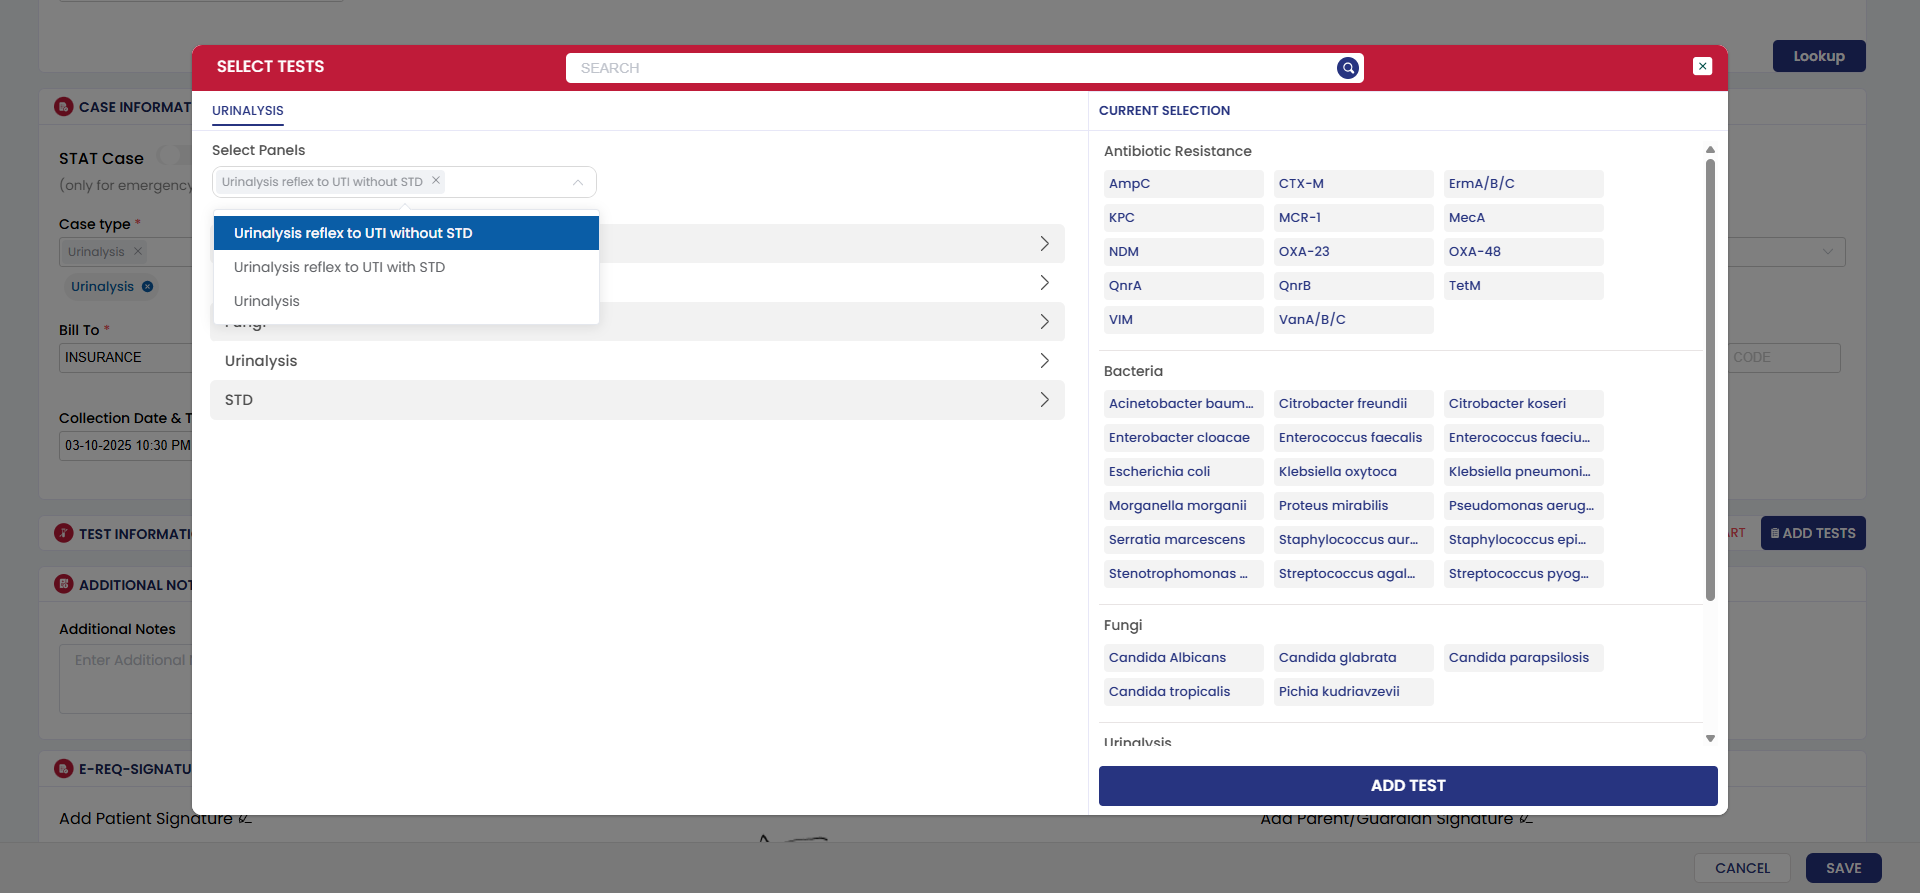 Lookup
SELECT TESTS
SEARCH
CASE INFORMAT
STAT Case
(only for emergency
Case type *
Urinalysis
Urinalysis
Bill To *
INSURANCE
CODE
Collection Date & T
03-10-2025 10:30 PM
TEST INFORMATI
ART
ADD TESTS
ADDITIONAL NOT
Additional Notes
Enter Additional
E-REQ-SIGNATU
Add Patient Signature
Add Parent/Guardian Signature
URINALYSIS
Select Panels
Urinalysis reflex to UTI without STD
Urinalysis reflex to UTI without STD
Urinalysis reflex to UTI with STD
Urinalysis
Fungi
Urinalysis
STD
CURRENT SELECTION
Antibiotic Resistance
AmpC CTX-M ErmA/B/C
KPC MCR-1 MecA
NDM OXA-23 OXA-48
QnrA QnrB TetM
VIM VanA/B/C
Bacteria
Acinetobacter baum... Citrobacter freundii Citrobacter koseri
Enterobacter cloacae Enterococcus faecalis Enterococcus faeciu...
Escherichia coli Klebsiella oxytoca Klebsiella pneumoni...
Morganella morganii Proteus mirabilis Pseudomonas aerug...
Serratia marcescens Staphylococcus aur... Staphylococcus epi...
Stenotrophomonas ... Streptococcus agal... Streptococcus pyog...
Fungi
Candida Albicans Candida glabrata Candida parapsilosis
Candida tropicalis Pichia kudriavzevii
Urinalysis
ADD TEST
CANCEL
SAVE